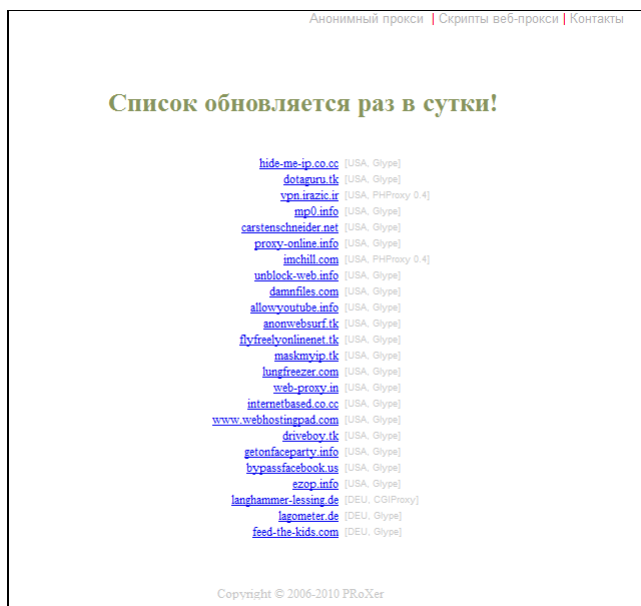 Анонимный прокси | Скрипты веб-прокси | Контакты
Список обновляется раз в сутки!
hide-me-ip.co.cc [USA, Glype]
dotaguru.tk [USA, Glype]
vpn.irazic.ir [USA, PHProxy 0.4]
mp0.info [USA, Glype]
carstenschneider.net [USA, Glype]
proxy-online.info [USA, Glype]
imchill.com [USA, PHProxy 0.4]
unblock-web.info [USA, Glype]
damnfiles.com [USA, Glype]
allowyoutube.info [USA, Glype]
anonwebsurf.tk [USA, Glype]
flyfreelyonlinenet.tk [USA, Glype]
maskmyip.tk [USA, Glype]
lungfreezer.com [USA, Glype]
web-proxy.in [USA, Glype]
internetbased.co.cc [USA, Glype]
www.webhostingpad.com [USA, Glype]
driveboy.tk [USA, Glype]
getonfaceparty.info [USA, Glype]
bypassfacebook.us [USA, Glype]
ezop.info [USA, Glype]
langhammer-lessing.de [DEU, CGIProxy]
lagometer.de [DEU, Glype]
feed-the-kids.com [DEU, Glype]
Copyright © 2006-2010 PRoXer